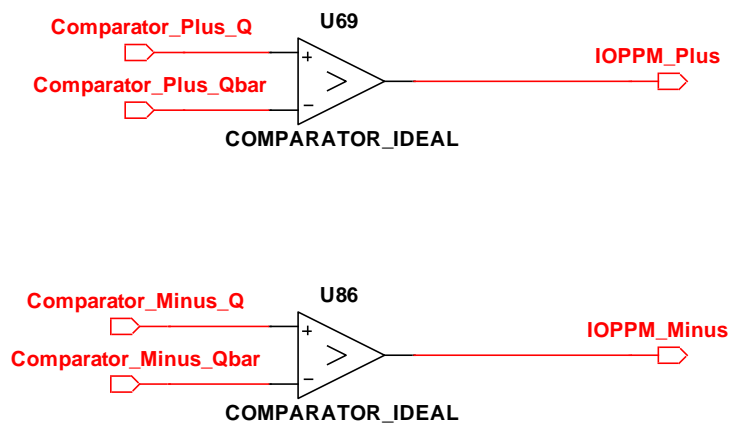 Comparator_Plus_Q
U69
+
>
IOPPM_Plus
Comparator_Plus_Qbar
−
COMPARATOR_IDEAL
Comparator_Minus_Q
U86
+
>
IOPPM_Minus
Comparator_Minus_Qbar
−
COMPARATOR_IDEAL